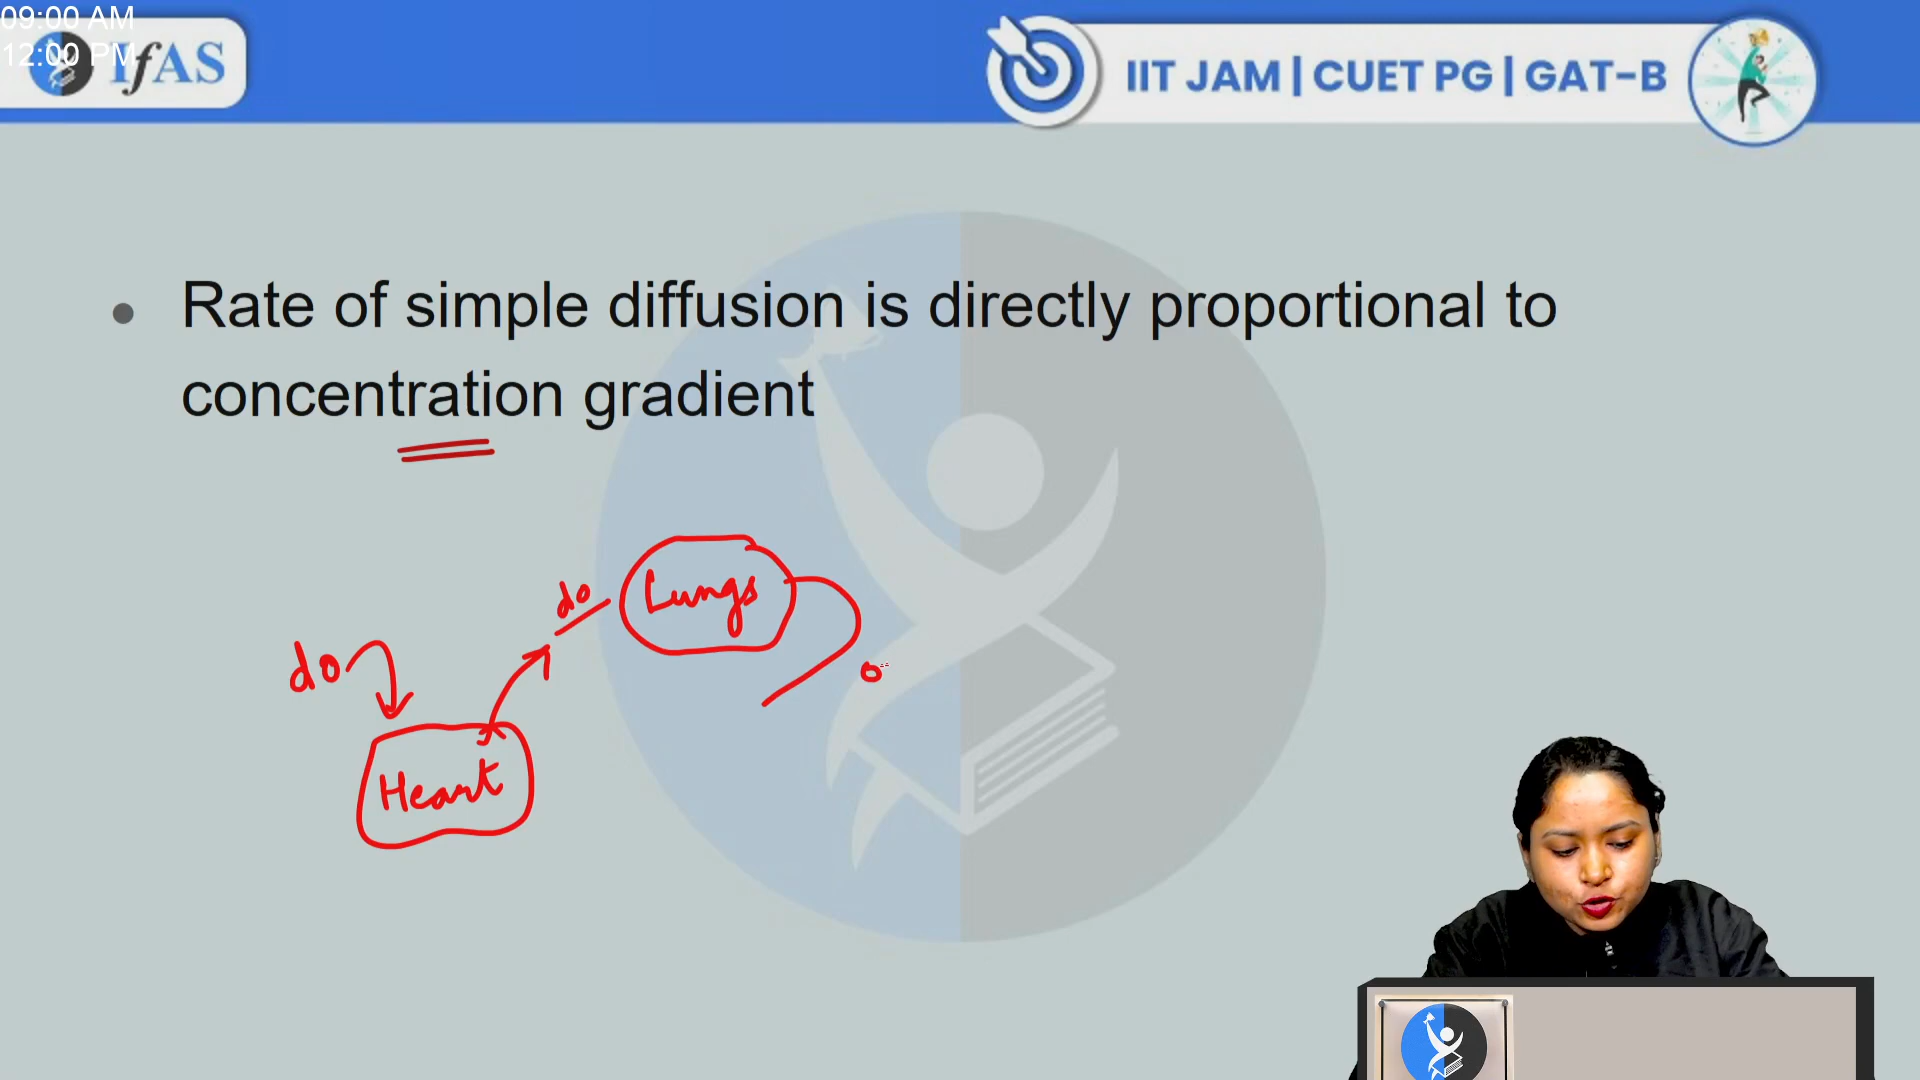 09:00 AM
12:00 PM
IfAS
IIT JAM | CUET PG | GAT-B
• Rate of simple diffusion is directly proportional to
concentration gradient
do
Lungs
do
o
Heart